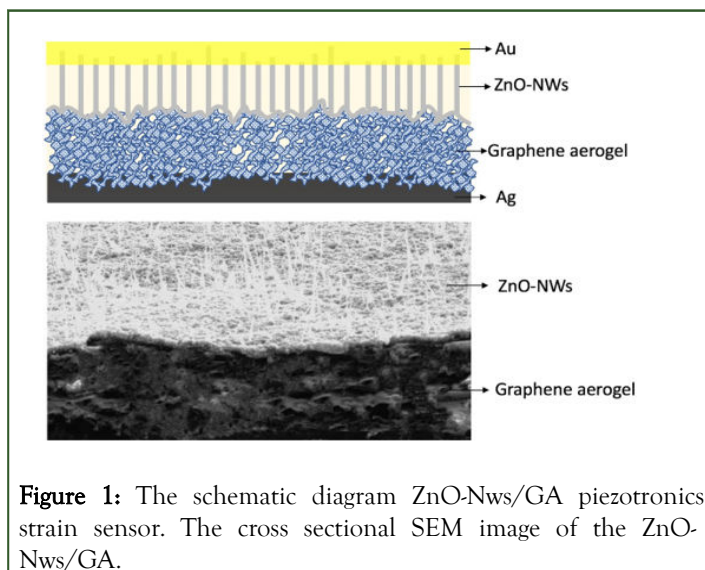 Au
ZnO-NWs
Graphene aerogel
Ag
ZnO-NWs
Graphene aerogel
Figure 1: The schematic diagram ZnO-Nws/GA piezotronics
strain sensor. The cross sectional SEM image of the ZnO-
Nws/GA.